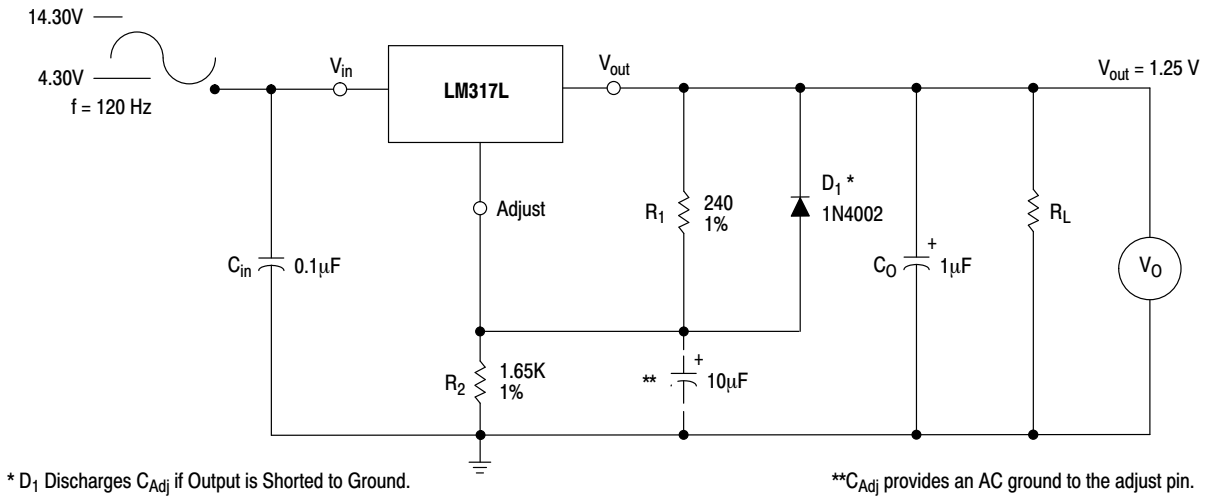 14.30V
4.30V
f = 120 Hz
V_in
LM317L
V_out
V_out = 1.25 V
Adjust
C_in
0.1μF
R_1
240
1%
D_1 *
1N4002
C_O
+
1μF
R_L
V_O
R_2
1.65K
1%
**
+
10μF
* D_1 Discharges C_Adj if Output is Shorted to Ground.
**C_Adj provides an AC ground to the adjust pin.